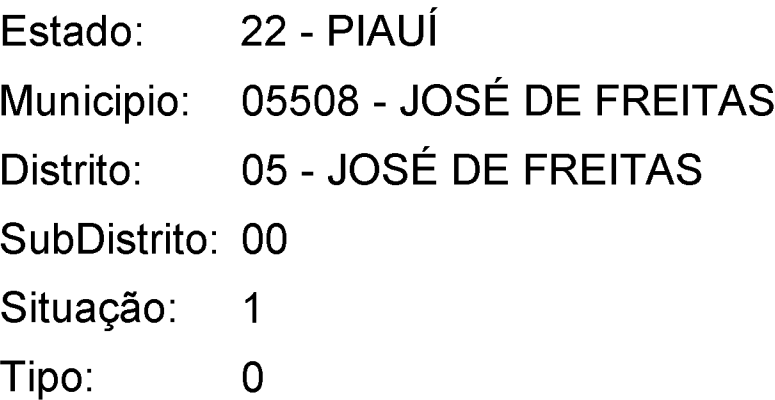 Estado: 22 - PIAUÍ
Municipio: 05508 - JOSÉ DE FREITAS
Distrito: 05 - JOSÉ DE FREITAS
SubDistrito: 00
Situação: 1
Tipo: 0